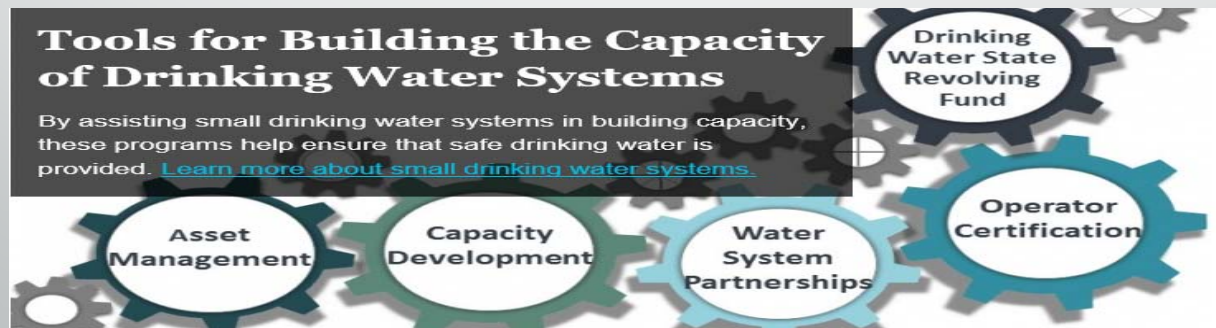 Tools for Building the Capacity
of Drinking Water Systems
By assisting small drinking water systems in building capacity,
these programs help ensure that safe drinking water is
provided. Learn more about small drinking water systems.
Drinking
Water State
Revolving
Fund
Asset
Management
Capacity
Development
Water
System
Partnerships
Operator
Certification